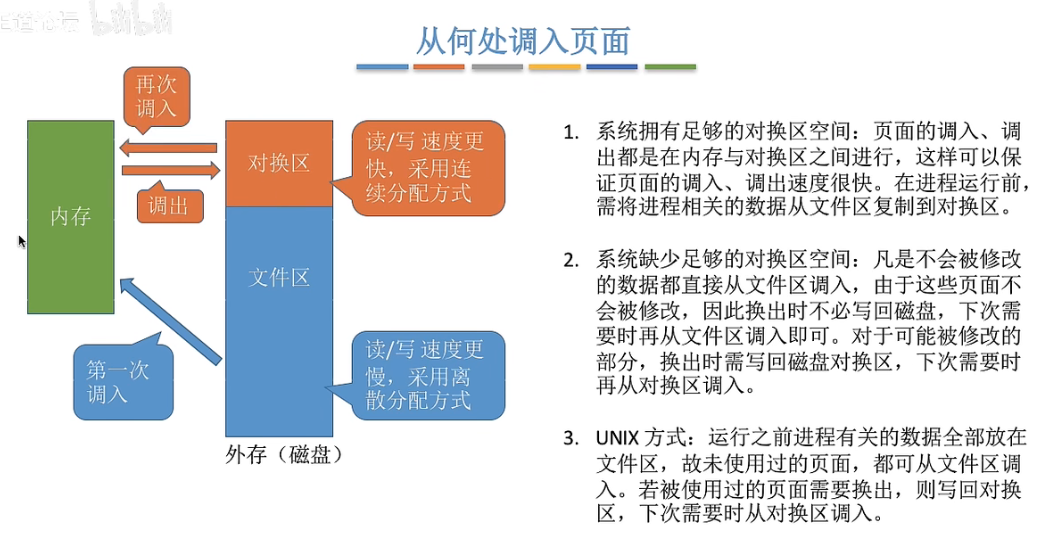 bilibili
从何处调入页面
再次
调入
调出
内存
对换区
文件区
第一次
调入
外存（磁盘）
读/写 速度更
快，采用连
续分配方式
读/写 速度更
慢，采用离
散分配方式
1. 系统拥有足够的对换区空间：页面的调入、调
出都是在内存与对换区之间进行，这样可以保
证页面的调入、调出速度很快。在进程运行前，
需将进程相关的数据从文件区复制到对换区。
2. 系统缺少足够的对换区空间：凡是不会被修改
的数据都直接从文件区调入，由于这些页面不
会被修改，因此换出时不必写回磁盘，下次需
要时再从文件区调入即可。对于可能被修改的
部分，换出时需写回磁盘对换区，下次需要时
再从对换区调入。
3. UNIX 方式：运行之前进程有关的数据全部放在
文件区，故未使用过的页面，都可从文件区调
入。若被使用过的页面需要换出，则写回对换
区，下次需要时从对换区调入。